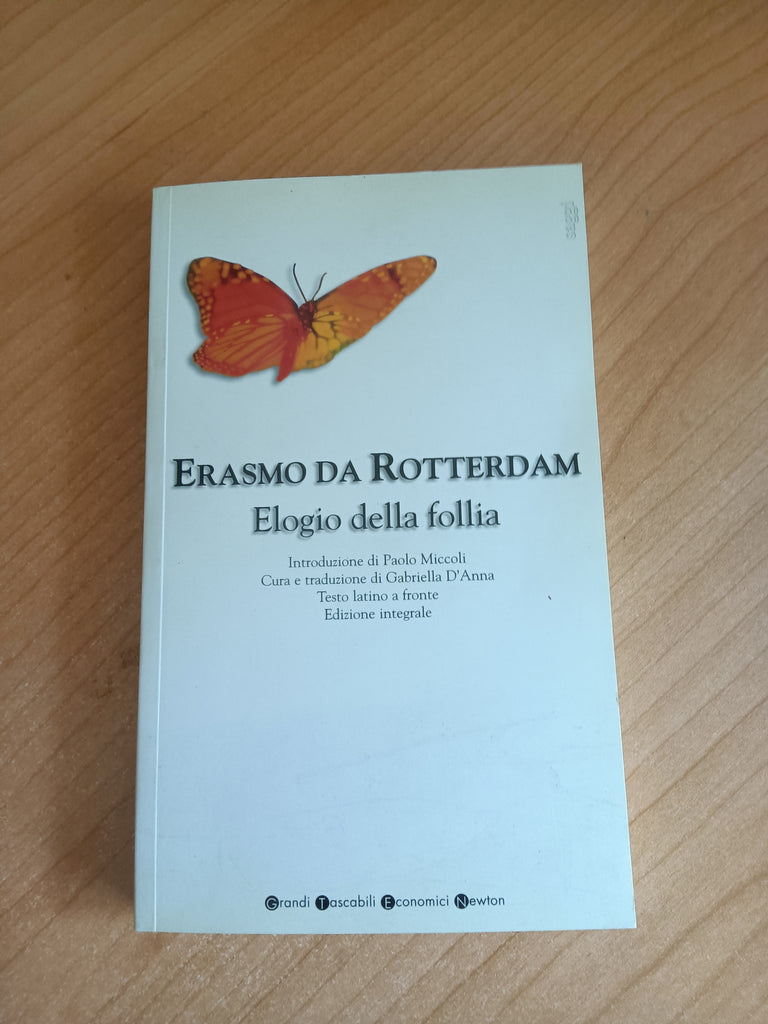 ERASMO DA ROTTERDAM
Elogio della follia
Introduzione di Paolo Miccoli
Cura e traduzione di Gabriella D'Anna
Testo latino a fronte
Edizione integrale
Grandi Tascabili Economici Newton